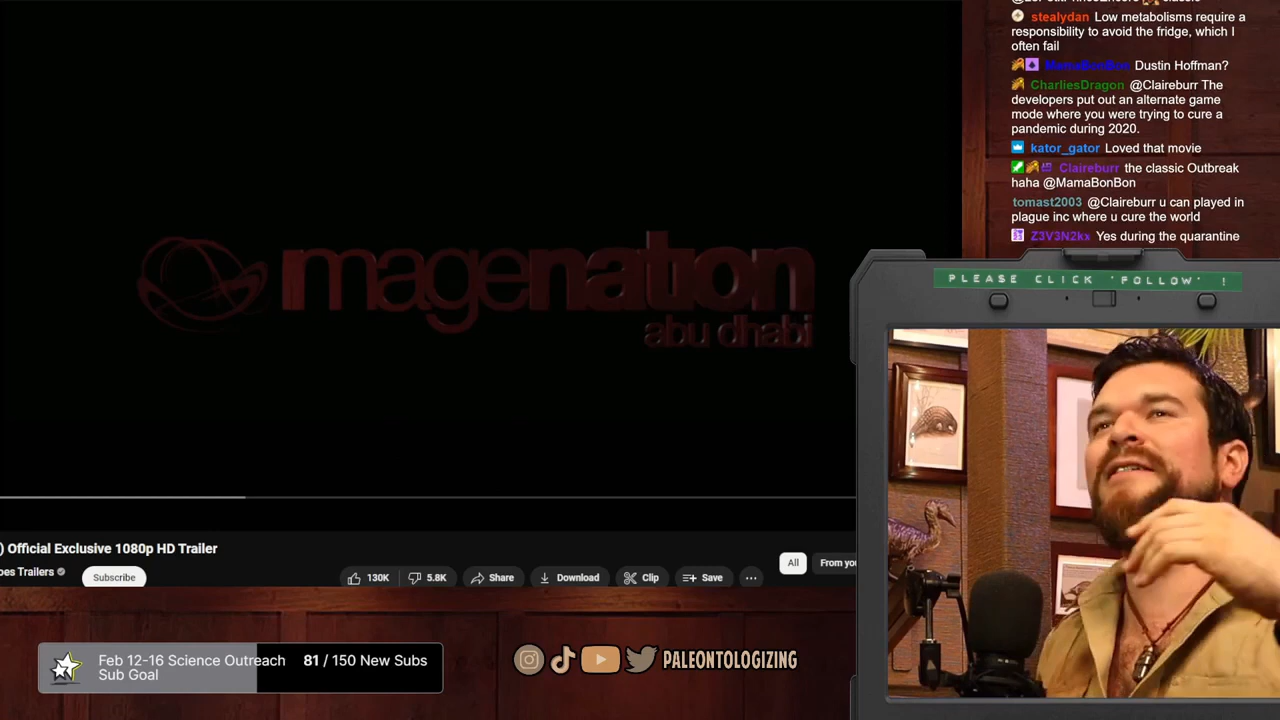 stealydan Low metabolisms require a
responsibility to avoid the fridge, which I
often fail
MamaBonBon Dustin Hoffman?
CharliesDragon @Claireburr The
developers put out an alternate game
mode where you were trying to cure a
pandemic during 2020.
kator_gator Loved that movie
Claireburr the classic Outbreak
haha @MamaBonBon
tomast2003 @Claireburr u can played in
plague inc where u cure the world
Z3V3N2kx Yes during the quarantine
PLEASE CLICK "FOLLOW" !
imagenation
abu dhabi
) Official Exclusive 1080p HD Trailer
oes Trailers
Subscribe
130K
5.8K
Share
Download
Clip
Save
All
From you
Feb 12-16 Science Outreach
Sub Goal
81 / 150 New Subs
PALEONTOLOGIZING